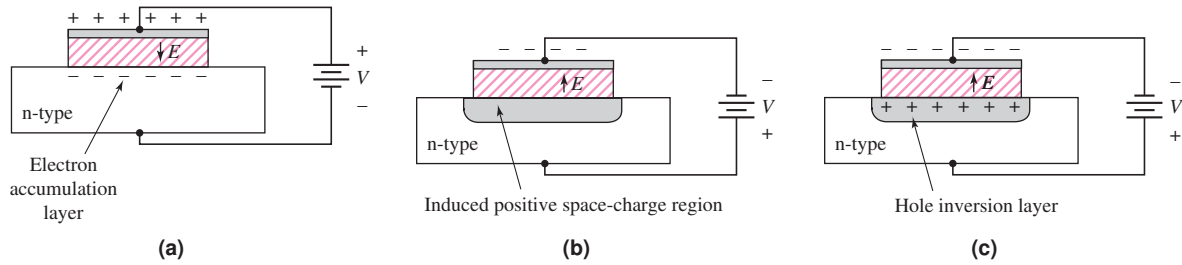 + + + + + +
E
+
V
−
− − − − − −
n-type
Electron
accumulation
layer
(a)
− − − − − −
E
−
V
+
n-type
Induced positive space-charge region
(b)
− − − − − −
E
−
V
+
+ + + + + +
n-type
Hole inversion layer
(c)